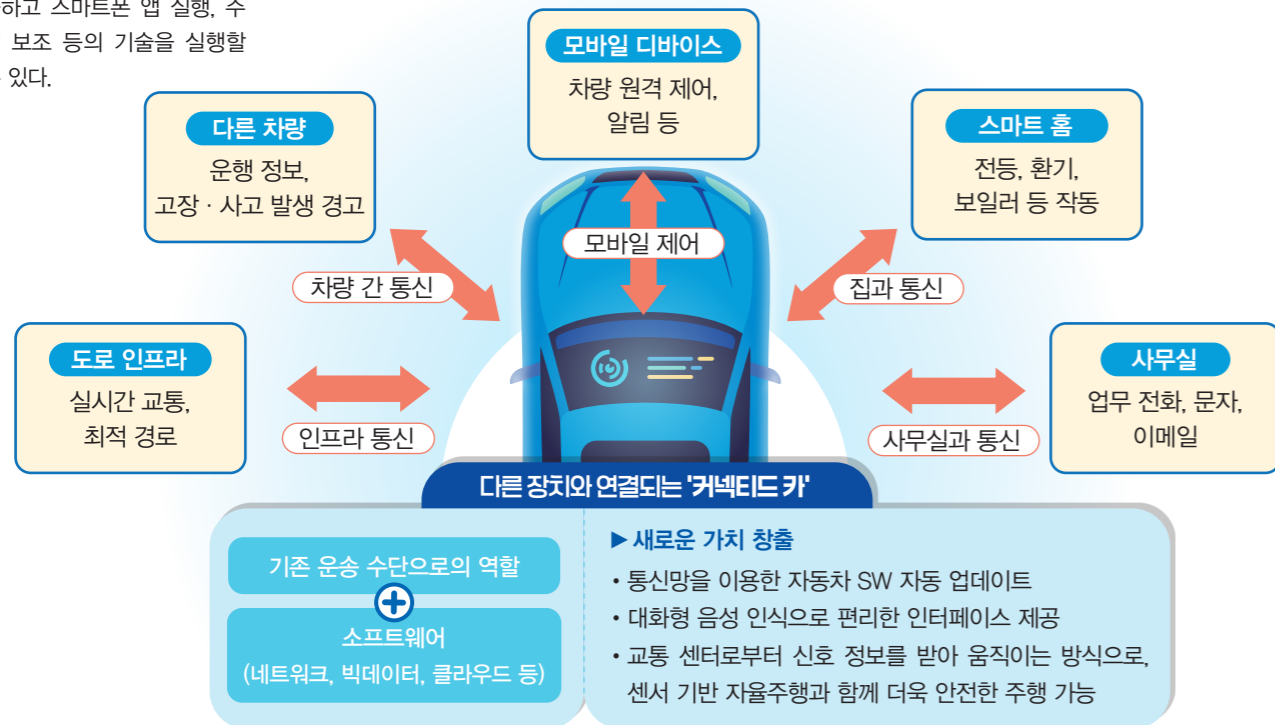 하고 스마트폰 앱 실행, 주
보조 등의 기술을 실행할
있다.
모바일 디바이스
차량 원격 제어,
알림 등
다른 차량
운행 정보,
고장 · 사고 발생 경고
스마트 홈
전등, 환기,
보일러 등 작동
모바일 제어
차량 간 통신
집과 통신
도로 인프라
실시간 교통,
최적 경로
사무실
업무 전화, 문자,
이메일
인프라 통신
사무실과 통신
다른 장치와 연결되는 '커넥티드 카'
기존 운송 수단으로의 역할
+
소프트웨어
(네트워크, 빅데이터, 클라우드 등)
▶ 새로운 가치 창출
• 통신망을 이용한 자동차 SW 자동 업데이트
• 대화형 음성 인식으로 편리한 인터페이스 제공
• 교통 센터로부터 신호 정보를 받아 움직이는 방식으로,
센서 기반 자율주행과 함께 더욱 안전한 주행 가능